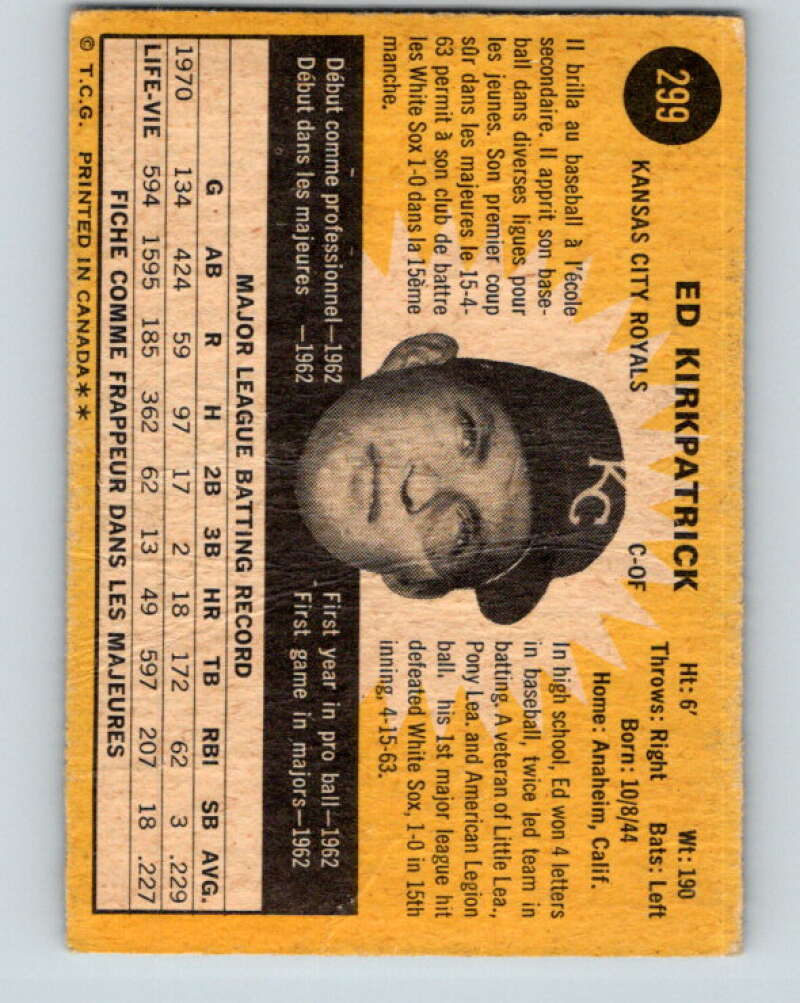 299
ED KIRKPATRICK
KANSAS CITY ROYALS C-OF
Ht: 6' Wt: 190
Throws: Right Bats: Left
Born: 10/8/44
Home: Anaheim, Calif.
Il brilla au baseball à l'école
secondaire. Il apprit son base-
ball dans diverses ligues pour
les jeunes. Son premier coup
sûr dans les majeures le 15-4-
63 permit à son club de battre
les White Sox 1-0 dans la 15ème
manche.
KC
In high school, Ed won 4 letters
in baseball, twice led team in
batting. A veteran of Little Lea.,
Pony Lea. and American Legion
ball, his 1st major league hit
defeated White Sox, 1-0 in 15th
inning, 4-15-63.
Début comme professionnel—1962
Début dans les majeures —1962
First year in pro ball—1962
First game in majors—1962
MAJOR LEAGUE BATTING RECORD
G AB R H 2B 3B HR TB RBI SB AVG.
1970 134 424 59 97 17 2 18 172 62 3 .229
LIFE-VIE 594 1595 185 362 62 13 49 597 207 18 .227
FICHE COMME FRAPPEUR DANS LES MAJEURES
© T.C.G. PRINTED IN CANADA**